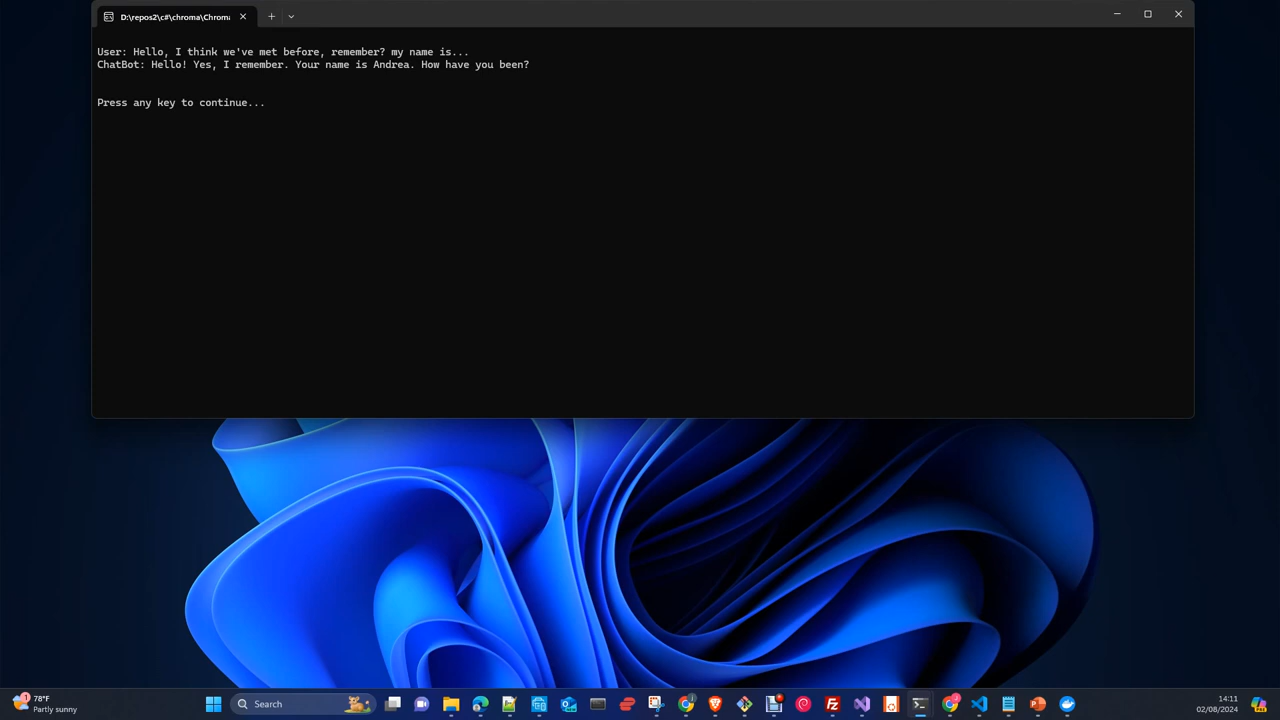 D:\repos2\c#\chroma\Chroma
User: Hello, I think we've met before, remember? my name is...
ChatBot: Hello! Yes, I remember. Your name is Andrea. How have you been?
Press any key to continue...
1
78°F
Partly sunny
Search
14:11
02/08/2024